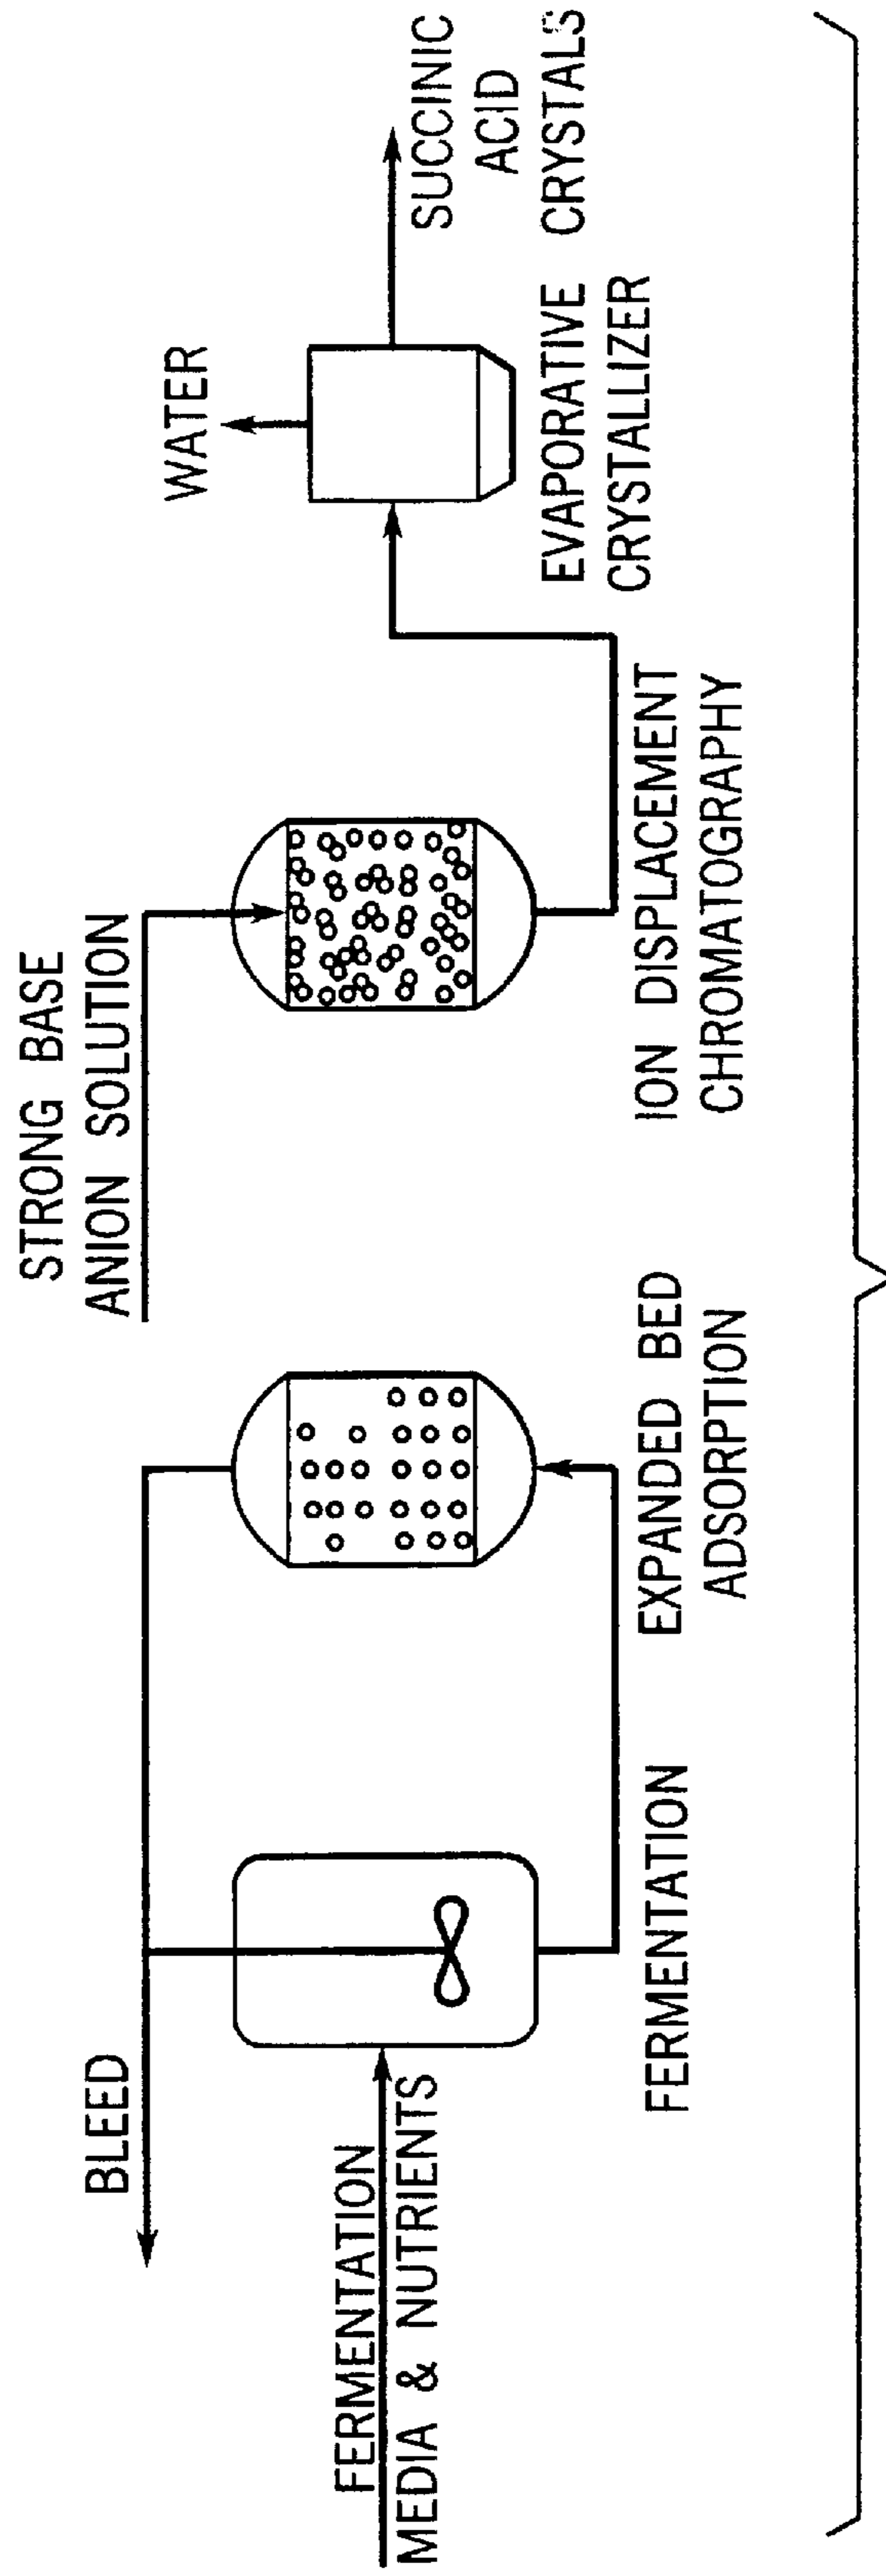 BLEED
FERMENTATION
MEDIA & NUTRIENTS
FERMENTATION
EXPANDED BED
ADSORPTION
STRONG BASE
ANION SOLUTION
ION DISPLACEMENT
CHROMATOGRAPHY
WATER
EVAPORATIVE
CRYSTALLIZER
SUCCINIC
ACID
CRYSTALS